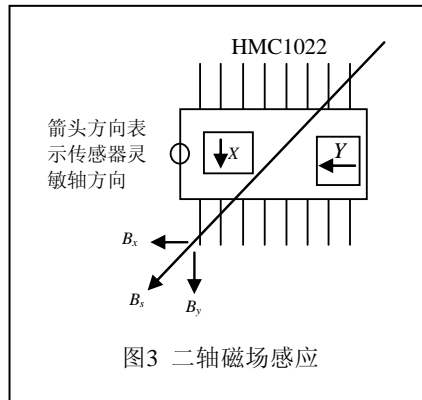 HMC1022
箭头方向表
示传感器灵
敏轴方向
X
Y
Bx
Bs
By
图3 二轴磁场感应